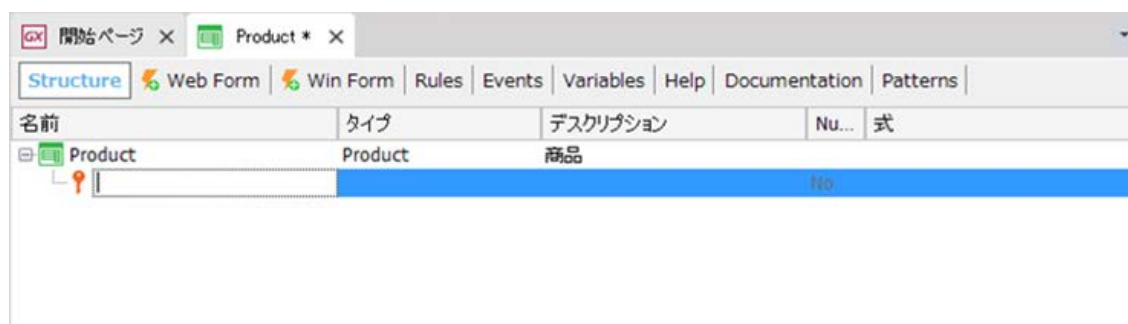 GX 開始ページ × Product * ×
Structure Web Form Win Form Rules Events Variables Help Documentation Patterns
名前 タイプ デスクリプション Nu... 式
Product Product 商品
No